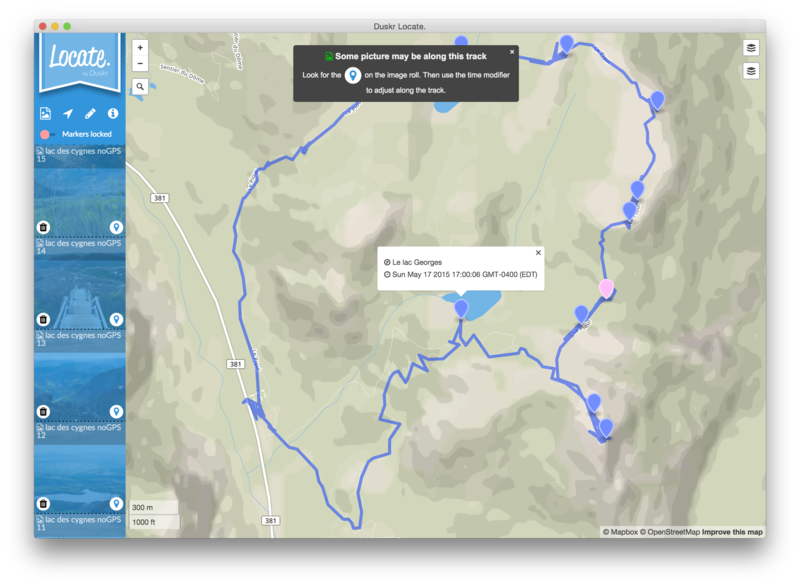 Duskr Locate.
Locate.
by Duskr
Markers locked
lac des cygnes noGPS
15
lac des cygnes noGPS
14
lac des cygnes noGPS
13
lac des cygnes noGPS
12
lac des cygnes noGPS
11
+
−
Some picture may be along this track
×
Look for the on the image roll. Then use the time modifier
to adjust along the track.
Sentier du Dôme
381
×
Le lac Georges
Sun May 17 2015 17:00:06 GMT-0400 (EDT)
381
381
300 m
1000 ft
© Mapbox © OpenStreetMap Improve this map